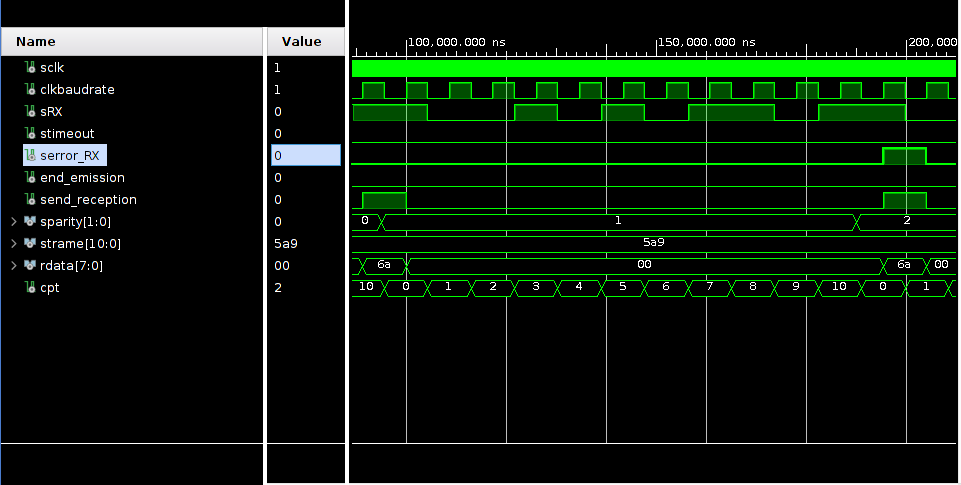 Name Value
100,000.000 ns 150,000.000 ns 200,000
sclk 1
clkbaudrate 1
sRX 0
stimeout 0
serror_RX 0
end_emission 0
send_reception 0
sparity[1:0] 0 0 1 2
strame[10:0] 5a9 5a9
rdata[7:0] 00 6a 00 6a 00
cpt 2 10 0 1 2 3 4 5 6 7 8 9 10 0 1